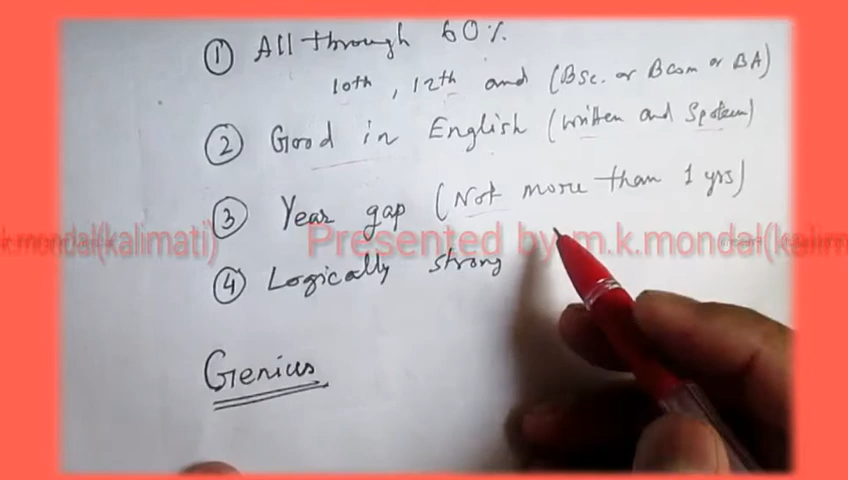 ① All through 60%
10th, 12th and (BSc. or Bcom or BA)
② Good in English (written and Spoken)
③ Year gap (Not more than 1 yrs)
k.mondal(kalimati) Presented by m.k.mondal(kalima
④ Logically strong
Genius